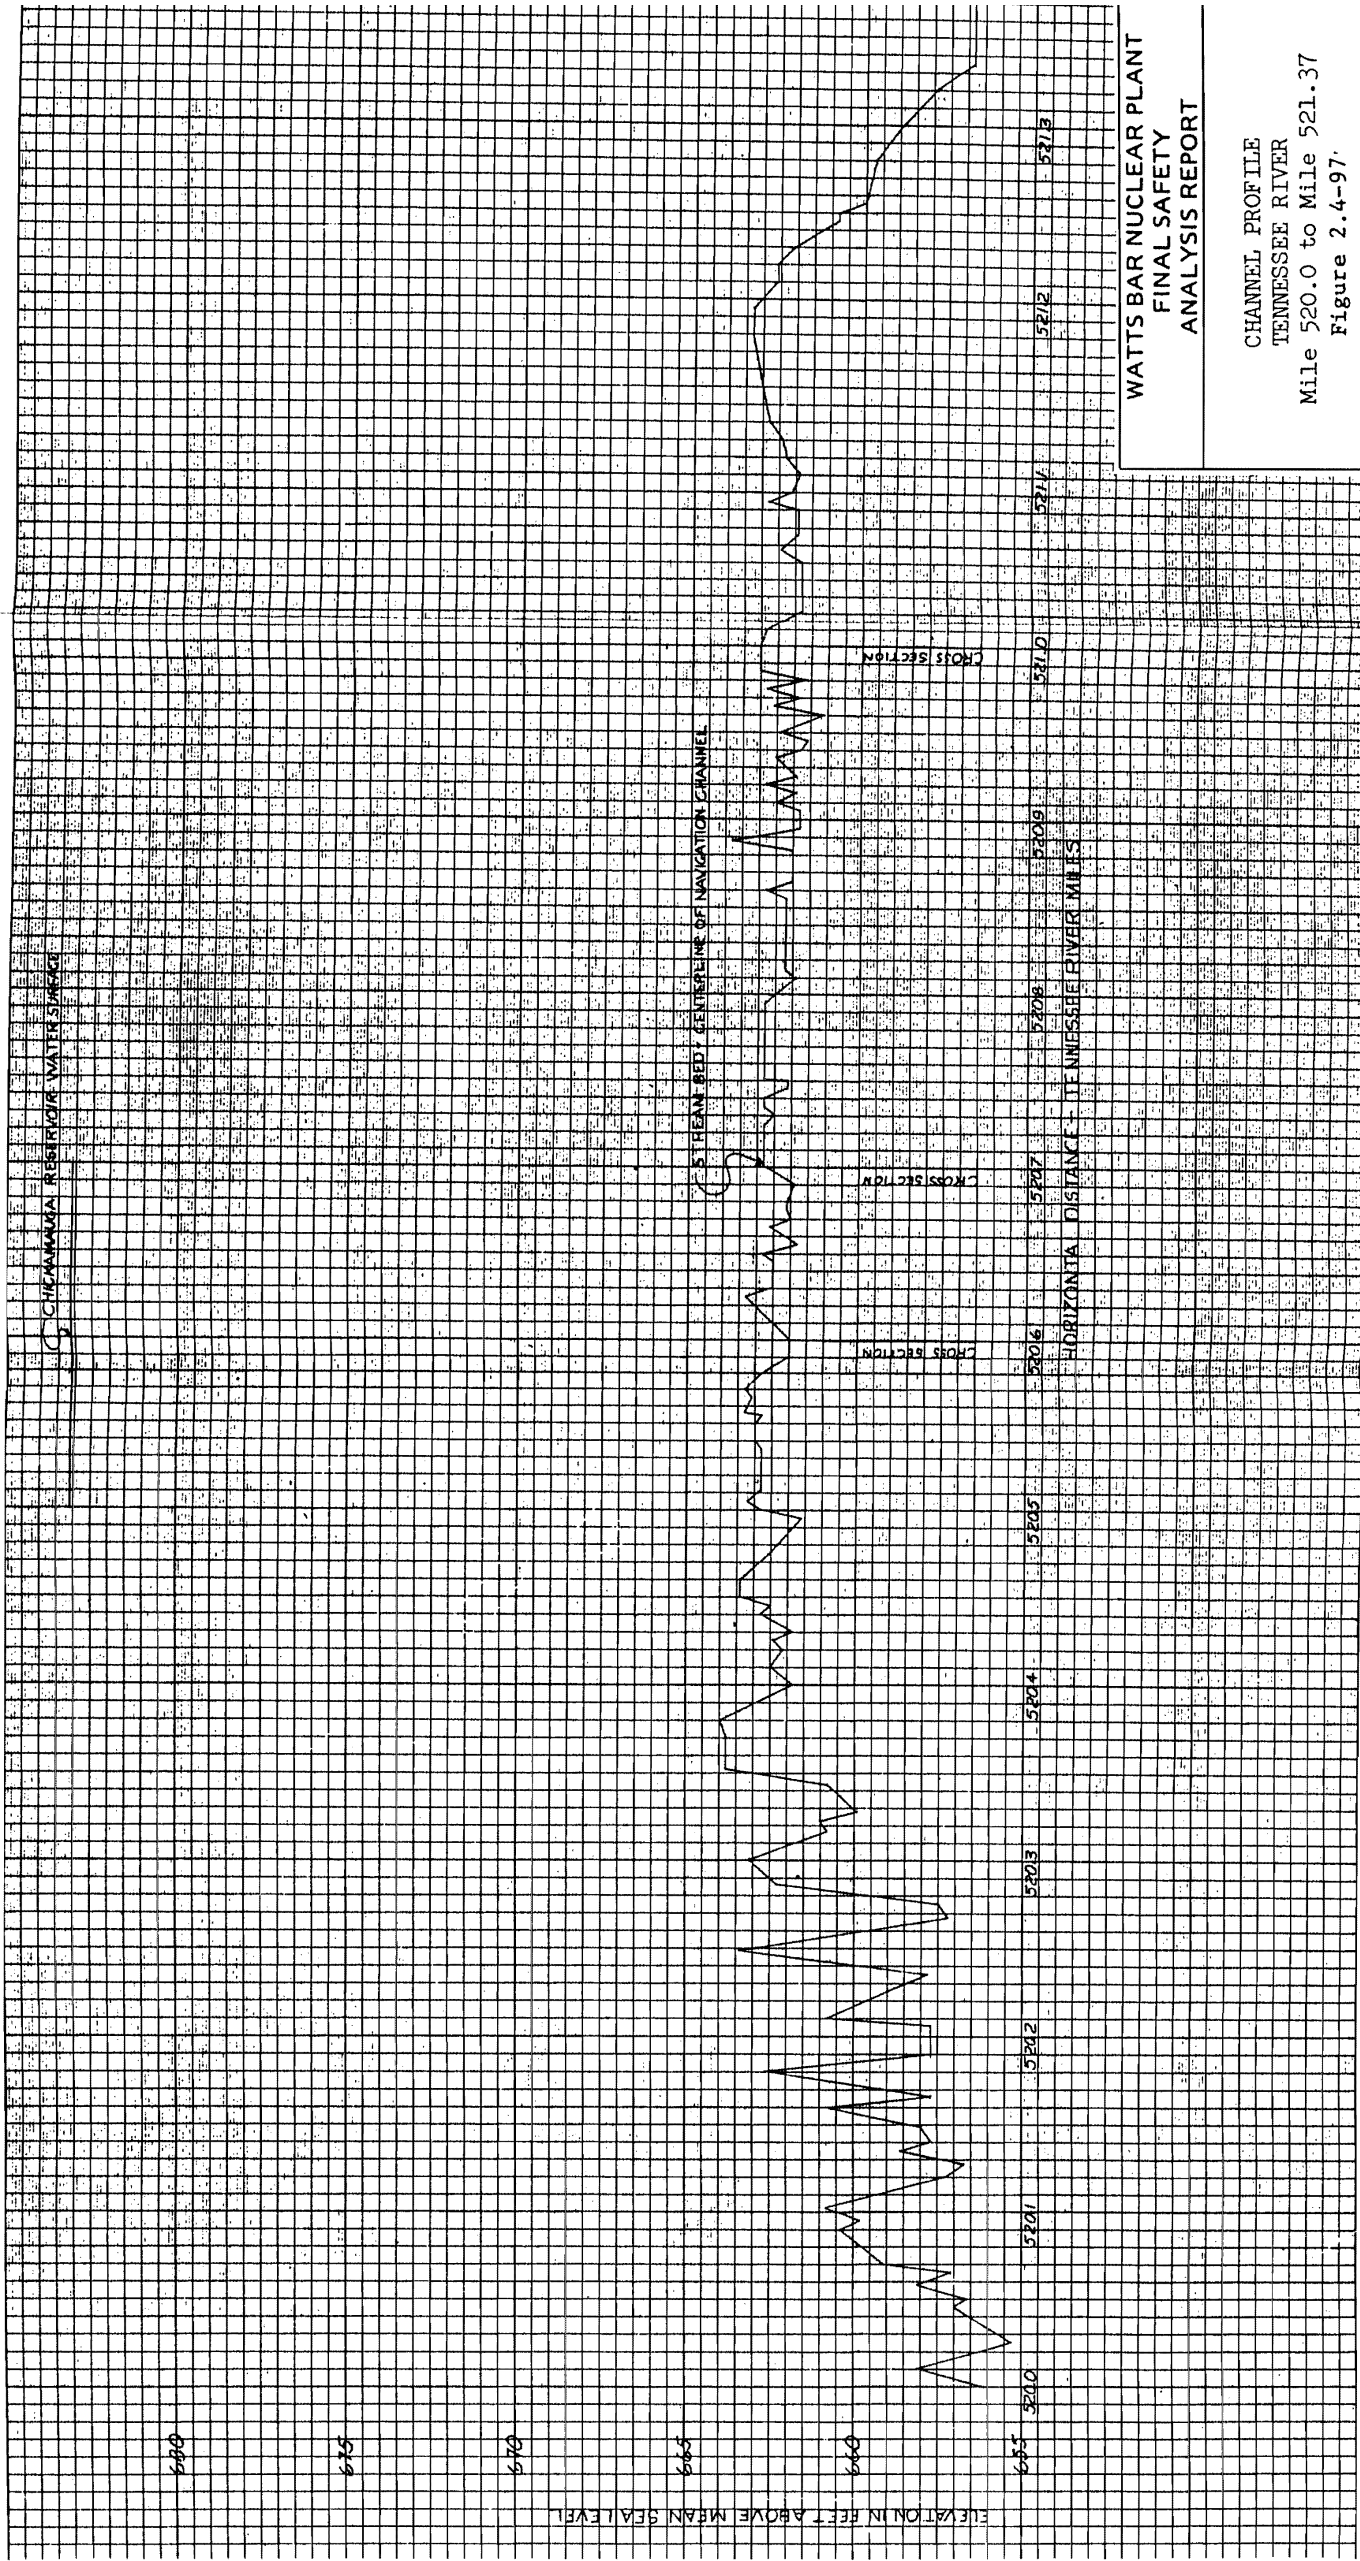 CHICKAMAUGA RESERVOIR WATER SURFACE
STREAM BED - CENTERLINE OF NAVIGATION CHANNEL
CROSS SECTION
CROSS SECTION
CROSS SECTION
ELEVATION IN FEET ABOVE MEAN SEA LEVEL
680
675
670
665
660
655
520.0
520.1
520.2
520.3
520.4
520.5
520.6
520.7
520.8
520.9
521.0
521.1
521.2
521.3
HORIZONTAL DISTANCE - TENNESSEE RIVER MILES
WATTS BAR NUCLEAR PLANT
FINAL SAFETY
ANALYSIS REPORT
CHANNEL PROFILE
TENNESSEE RIVER
Mile 520.0 to Mile 521.37
Figure 2.4-97